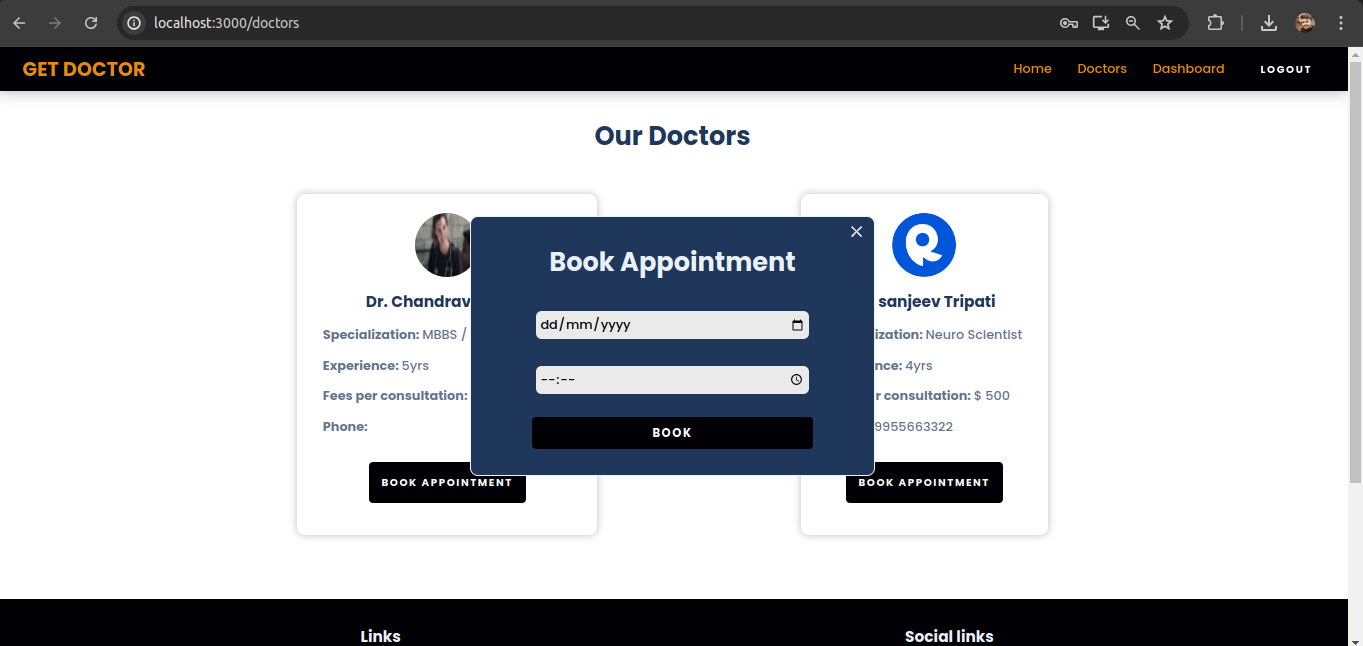 localhost:3000/doctors
GET DOCTOR
Home Doctors Dashboard LOGOUT
Our Doctors
Book Appointment
dd/mm/yyyy
--:--
BOOK
Dr. Chandrav
Specialization: MBBS /
Experience: 5yrs
Fees per consultation:
Phone:
BOOK APPOINTMENT
sanjeev Tripati
ization: Neuro Scientist
nce: 4yrs
r consultation: $ 500
9955663322
BOOK APPOINTMENT
Links
Social links